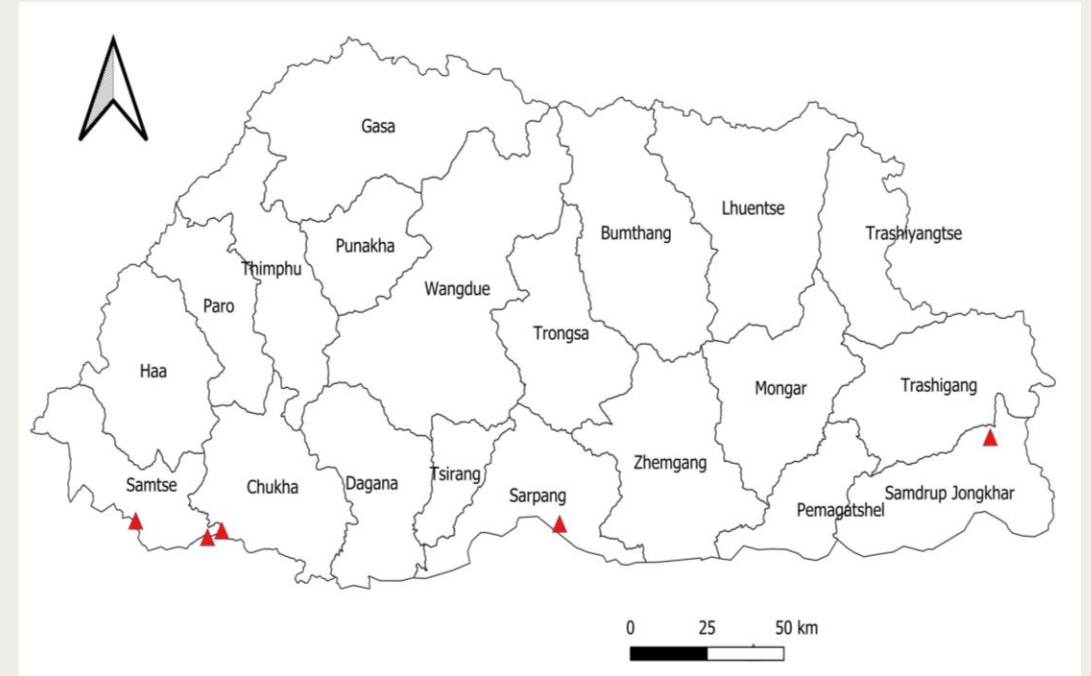 Gasa
Lhuentse
Bumthang
Trashiyangtse
Punakha
Thimphu
Wangdue
Paro
Trongsa
Haa
Mongar
Trashigang
Zhemgang
Tsirang
Dagana
Samtse
Chukha
Sarpang
Samdrup Jongkhar
Pemagatshel
0 25 50 km